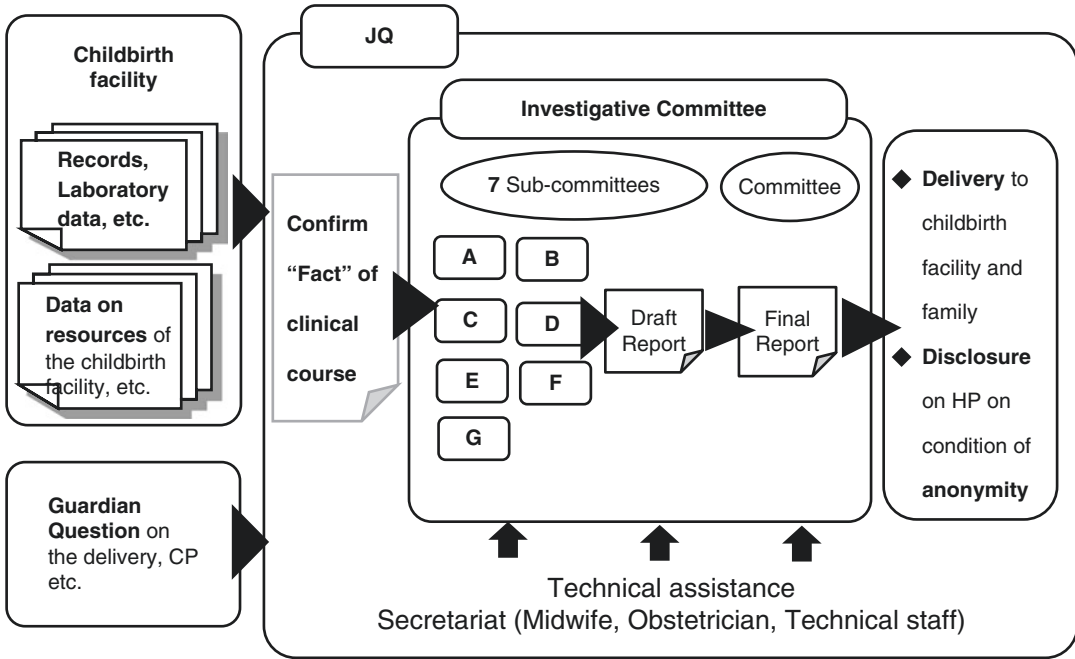 Childbirth
facility
Records,
Laboratory
data, etc.
Data on
resources of
the childbirth
facility, etc.
Guardian
Question on
the delivery, CP
etc.
JQ
Confirm
“Fact” of
clinical
course
Investigative Committee
7 Sub-committees
Committee
A
B
C
D
E
F
G
Draft
Report
Final
Report
Delivery to
childbirth
facility and
family
Disclosure
on HP on
condition of
anonymity
Technical assistance
Secretariat (Midwife, Obstetrician, Technical staff)